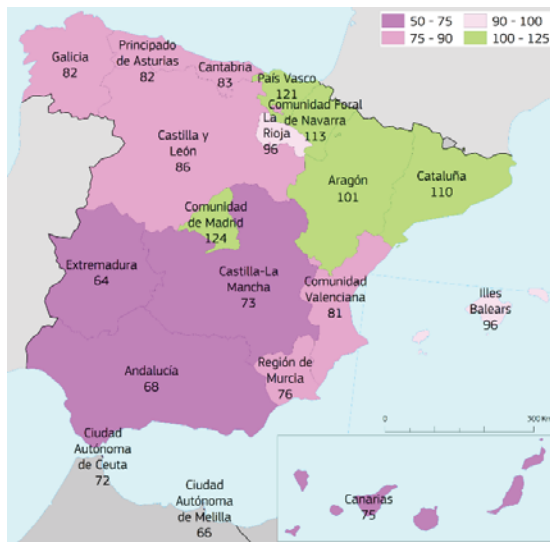 50 - 75
90 - 100
75 - 90
100 - 125
Galicia
82
Principado
de Asturias
82
Cantabria
83
País Vasco
121
Comunidad Foral
de Navarra
113
La
Rioja
96
Castilla y
León
86
Aragón
101
Cataluña
110
Comunidad
de Madrid
124
Extremadura
64
Castilla-La
Mancha
73
Comunidad
Valenciana
81
Illes
Balears
96
Andalucía
68
Región de
Murcia
76
Ciudad
Autónoma
de Ceuta
72
Ciudad
Autónoma
de Melilla
66
0
300 Km
Canarias
75